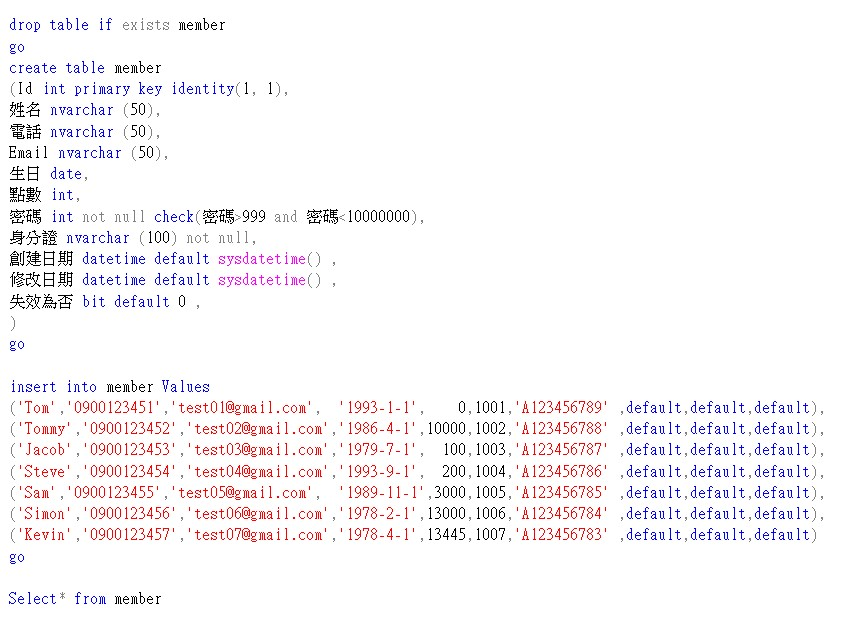 drop table if exists member
go
create table member
(Id int primary key identity(1, 1),
姓名 nvarchar (50),
電話 nvarchar (50),
Email nvarchar (50),
生日 date,
點數 int,
密碼 int not null check(密碼>999 and 密碼<10000000),
身分證 nvarchar (100) not null,
創建日期 datetime default sysdatetime() ,
修改日期 datetime default sysdatetime() ,
失效為否 bit default 0 ,
)
go
insert into member Values
('Tom','0900123451','test01@gmail.com', '1993-1-1', 0,1001,'A123456789' ,default,default,default),
('Tommy','0900123452','test02@gmail.com','1986-4-1',10000,1002,'A123456788' ,default,default,default),
('Jacob','0900123453','test03@gmail.com','1979-7-1', 100,1003,'A123456787' ,default,default,default),
('Steve','0900123454','test04@gmail.com','1993-9-1', 200,1004,'A123456786' ,default,default,default),
('Sam','0900123455','test05@gmail.com', '1989-11-1',3000,1005,'A123456785' ,default,default,default),
('Simon','0900123456','test06@gmail.com','1978-2-1',13000,1006,'A123456784' ,default,default,default),
('Kevin','0900123457','test07@gmail.com','1978-4-1',13445,1007,'A123456783' ,default,default,default)
go
Select* from member